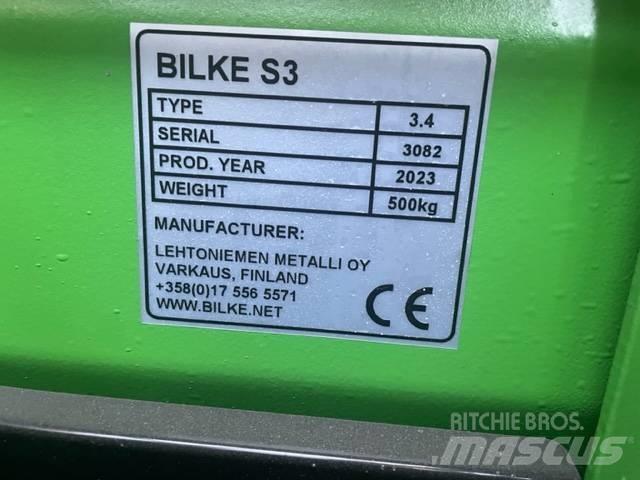 BILKE S3
TYPE 3.4
SERIAL 3082
PROD. YEAR 2023
WEIGHT 500kg
MANUFACTURER:
LEHTONIEMEN METALLI OY
VARKAUS, FINLAND
+358(0)17 556 5571
WWW.BILKE.NET
CE
RITCHIE BROS.
MASCUS